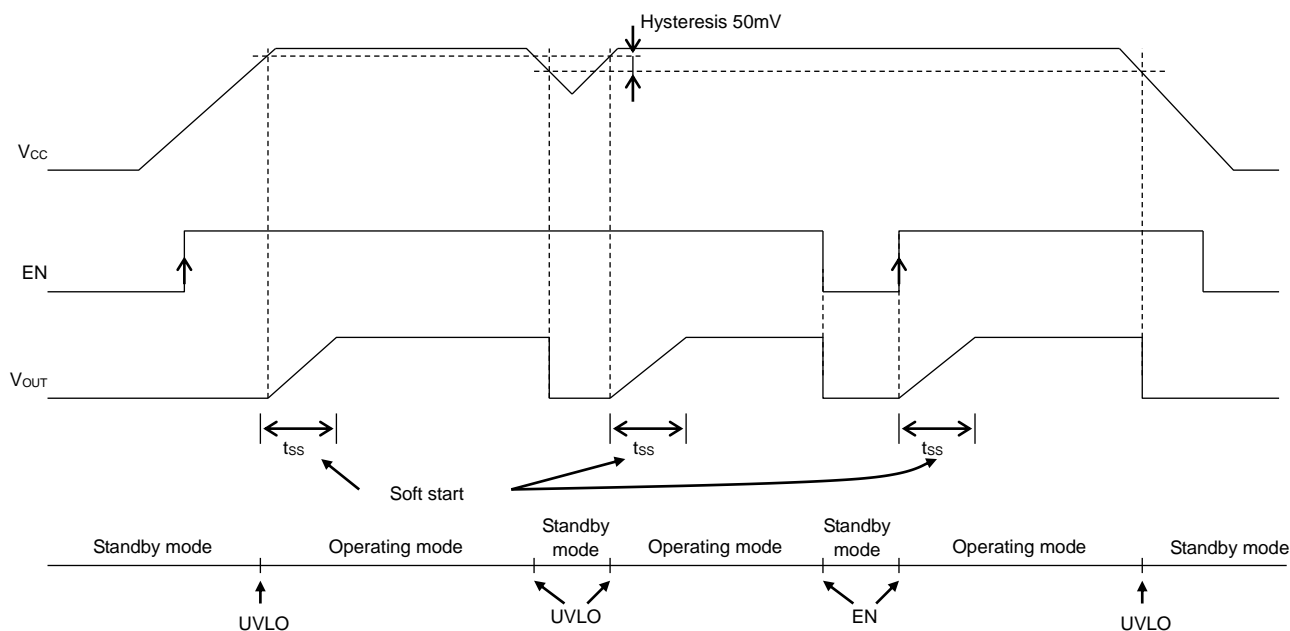 Hysteresis 50mV
VCC
EN
VOUT
tSS
tSS
tSS
Soft start
Standby mode
Operating mode
Standby
mode
Operating mode
Standby
mode
Operating mode
Standby mode
UVLO
UVLO
EN
UVLO